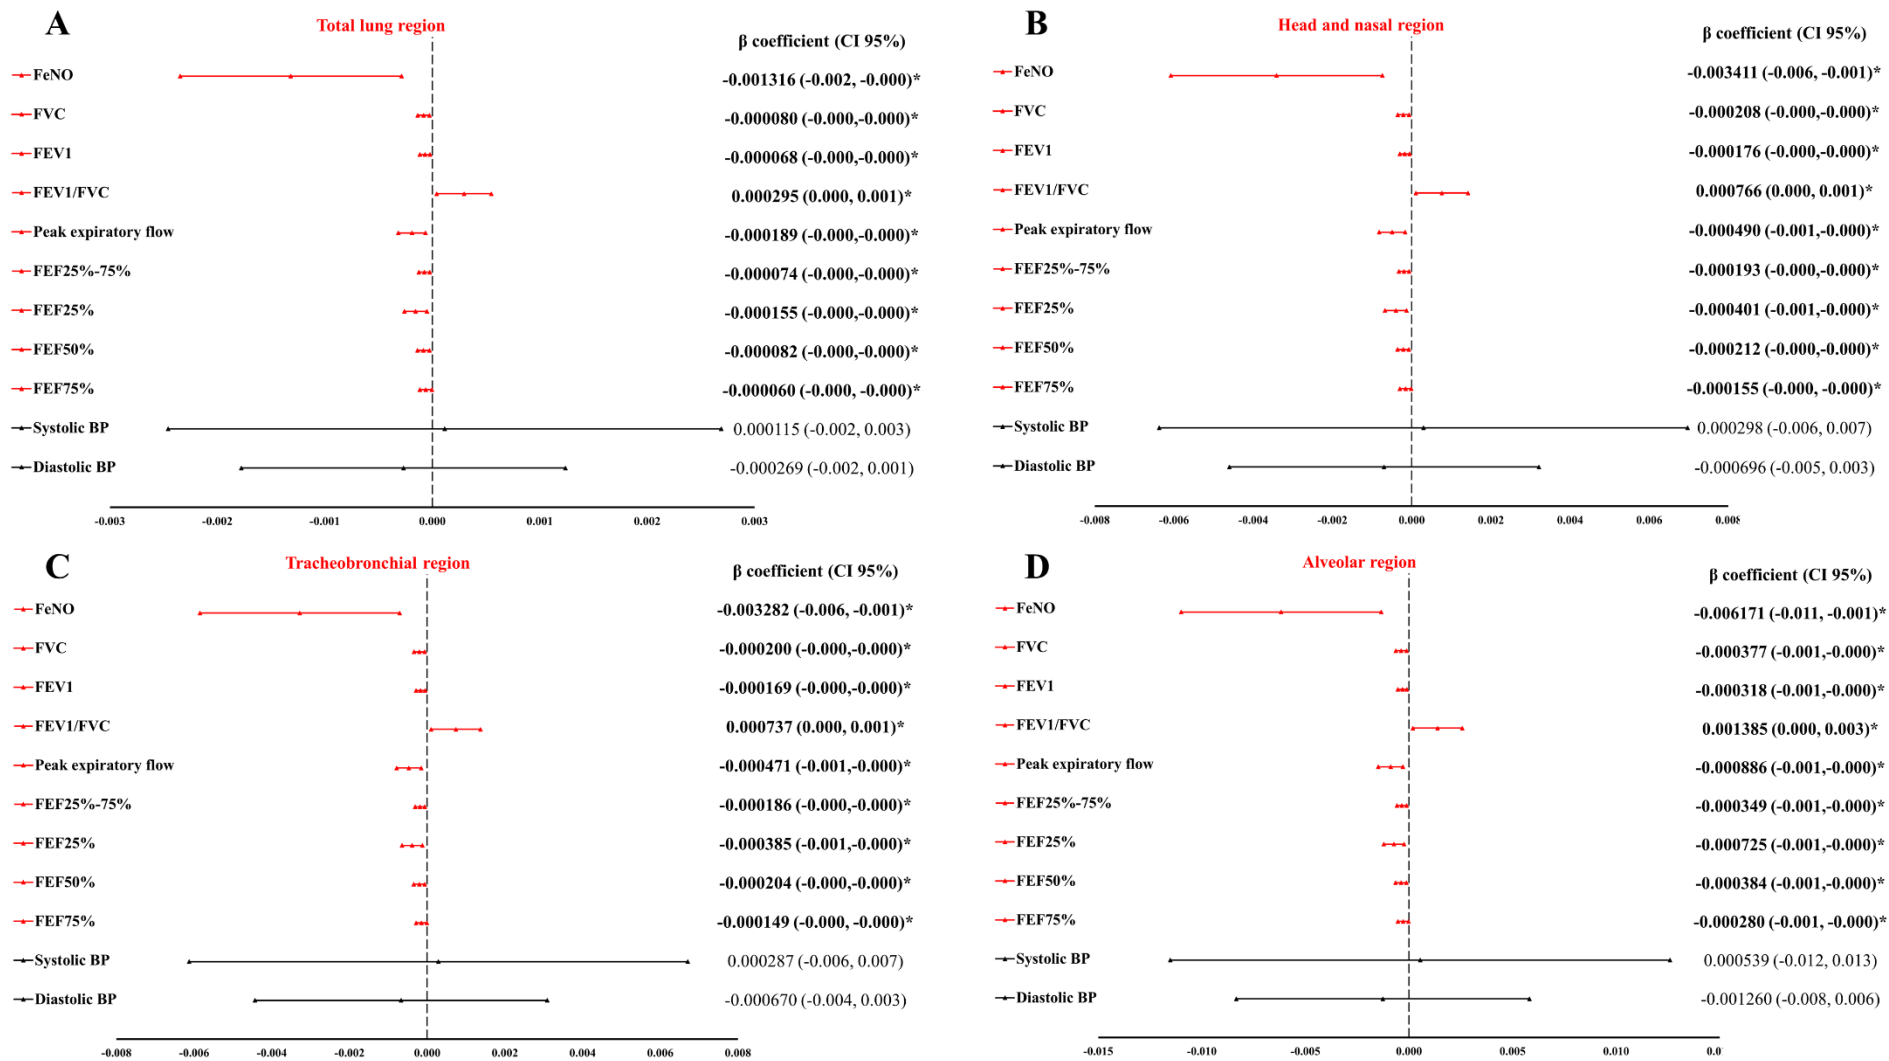 A
Total lung region
β coefficient (CI 95%)
FeNO -0.001316 (-0.002, -0.000)*
FVC -0.000080 (-0.000,-0.000)*
FEV1 -0.000068 (-0.000,-0.000)*
FEV1/FVC 0.000295 (0.000, 0.001)*
Peak expiratory flow -0.000189 (-0.000,-0.000)*
FEF25%-75% -0.000074 (-0.000,-0.000)*
FEF25% -0.000155 (-0.000,-0.000)*
FEF50% -0.000082 (-0.000,-0.000)*
FEF75% -0.000060 (-0.000, -0.000)*
Systolic BP 0.000115 (-0.002, 0.003)
Diastolic BP -0.000269 (-0.002, 0.001)
-0.003 -0.002 -0.001 0.000 0.001 0.002 0.003
B
Head and nasal region
β coefficient (CI 95%)
FeNO -0.003411 (-0.006, -0.001)*
FVC -0.000208 (-0.000,-0.000)*
FEV1 -0.000176 (-0.000,-0.000)*
FEV1/FVC 0.000766 (0.000, 0.001)*
Peak expiratory flow -0.000490 (-0.001,-0.000)*
FEF25%-75% -0.000193 (-0.000,-0.000)*
FEF25% -0.000401 (-0.001,-0.000)*
FEF50% -0.000212 (-0.000,-0.000)*
FEF75% -0.000155 (-0.000, -0.000)*
Systolic BP 0.000298 (-0.006, 0.007)
Diastolic BP -0.000696 (-0.005, 0.003)
-0.008 -0.006 -0.004 -0.002 0.000 0.002 0.004 0.006 0.008
C
Tracheobronchial region
β coefficient (CI 95%)
FeNO -0.003282 (-0.006, -0.001)*
FVC -0.000200 (-0.000,-0.000)*
FEV1 -0.000169 (-0.000,-0.000)*
FEV1/FVC 0.000737 (0.000, 0.001)*
Peak expiratory flow -0.000471 (-0.001,-0.000)*
FEF25%-75% -0.000186 (-0.000,-0.000)*
FEF25% -0.000385 (-0.001,-0.000)*
FEF50% -0.000204 (-0.000,-0.000)*
FEF75% -0.000149 (-0.000, -0.000)*
Systolic BP 0.000287 (-0.006, 0.007)
Diastolic BP -0.000670 (-0.004, 0.003)
-0.008 -0.006 -0.004 -0.002 0.000 0.002 0.004 0.006 0.008
D
Alveolar region
β coefficient (CI 95%)
FeNO -0.006171 (-0.011, -0.001)*
FVC -0.000377 (-0.001,-0.000)*
FEV1 -0.000318 (-0.001,-0.000)*
FEV1/FVC 0.001385 (0.000, 0.003)*
Peak expiratory flow -0.000886 (-0.001,-0.000)*
FEF25%-75% -0.000349 (-0.001,-0.000)*
FEF25% -0.000725 (-0.001,-0.000)*
FEF50% -0.000384 (-0.001,-0.000)*
FEF75% -0.000280 (-0.001, -0.000)*
Systolic BP 0.000539 (-0.012, 0.013)
Diastolic BP -0.001260 (-0.008, 0.006)
-0.015 -0.010 -0.005 0.000 0.005 0.010